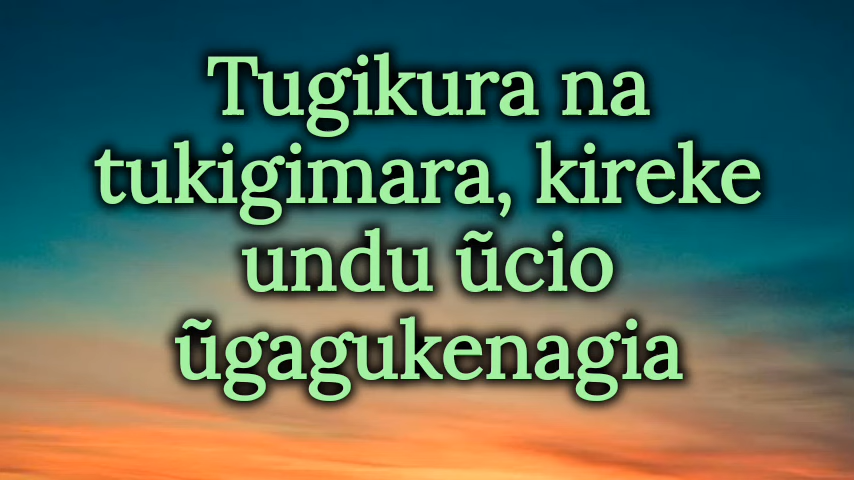 Tugikura na
tukigimara, kireke
undu ũcio
ũgagukenagia